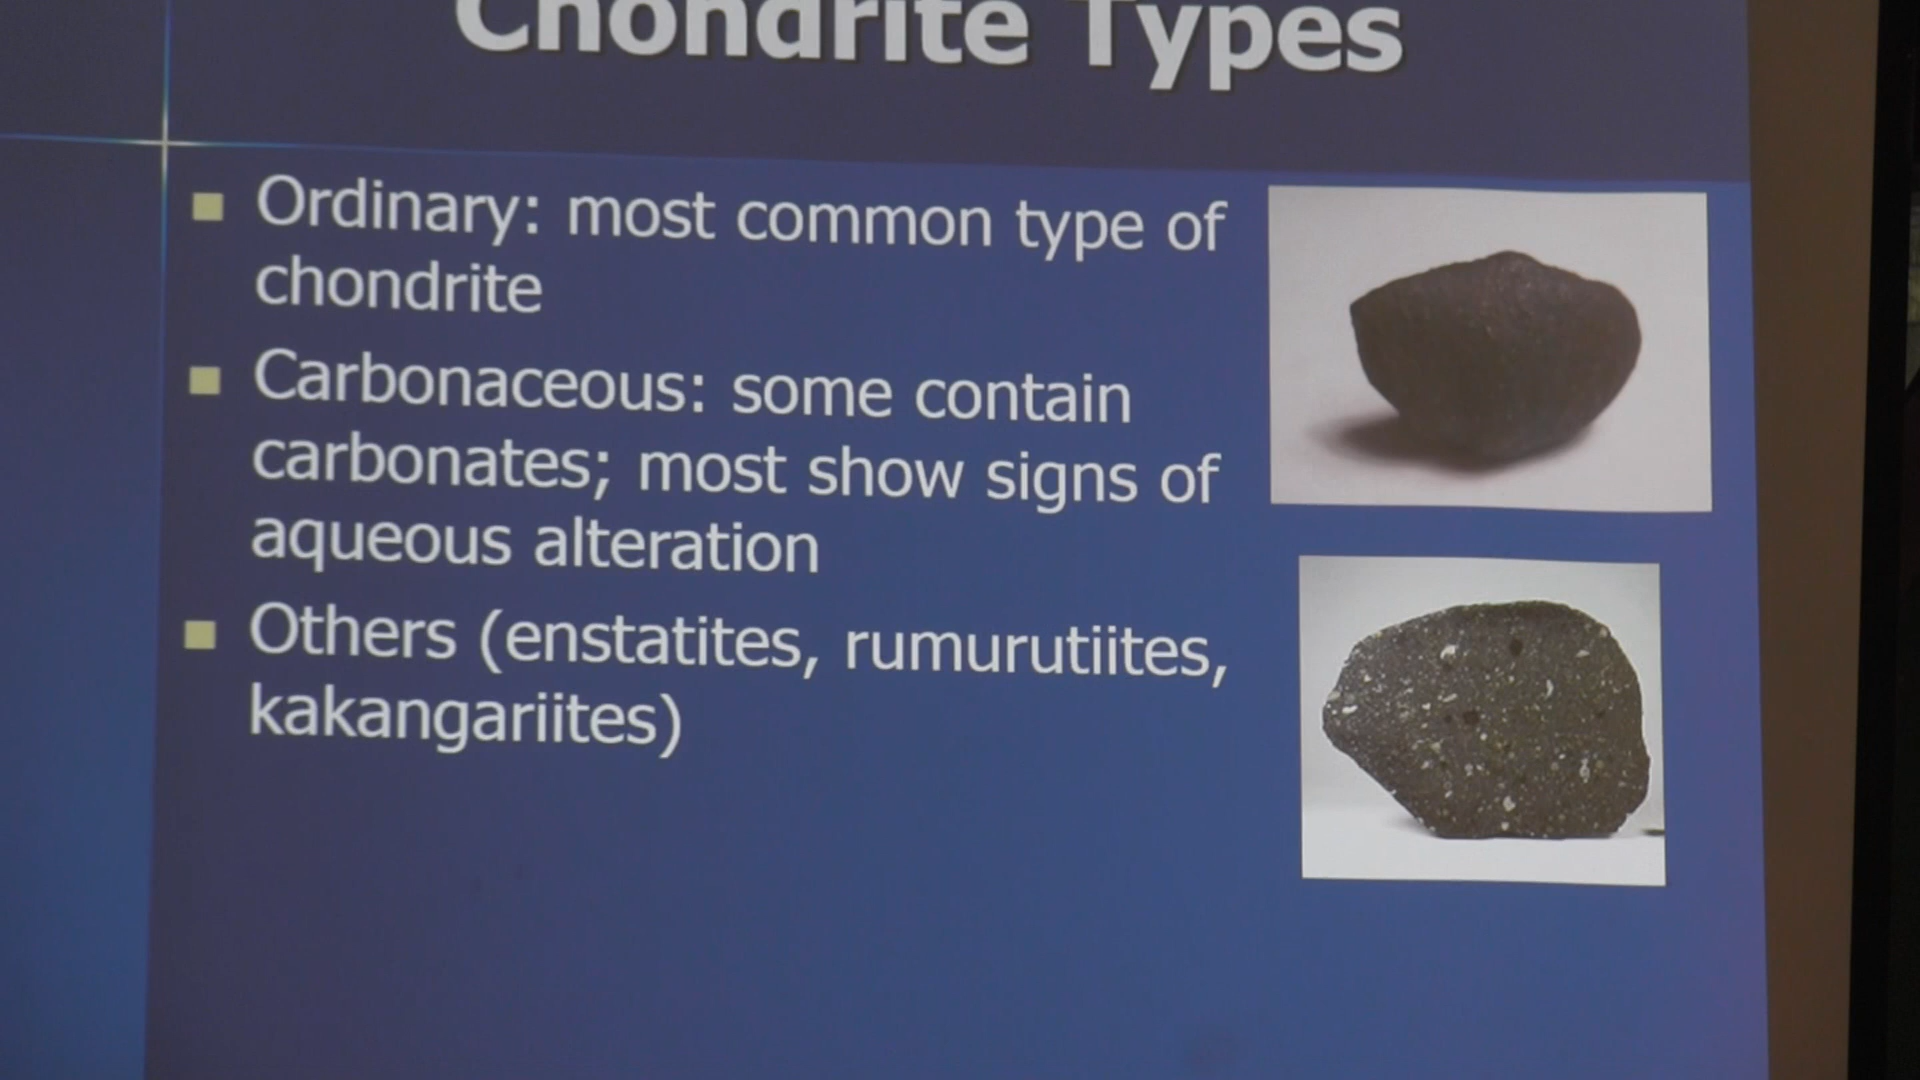 Chondrite Types
Ordinary: most common type of
chondrite
Carbonaceous: some contain
carbonates; most show signs of
aqueous alteration
Others (enstatites, rumurutiites,
kakangariites)